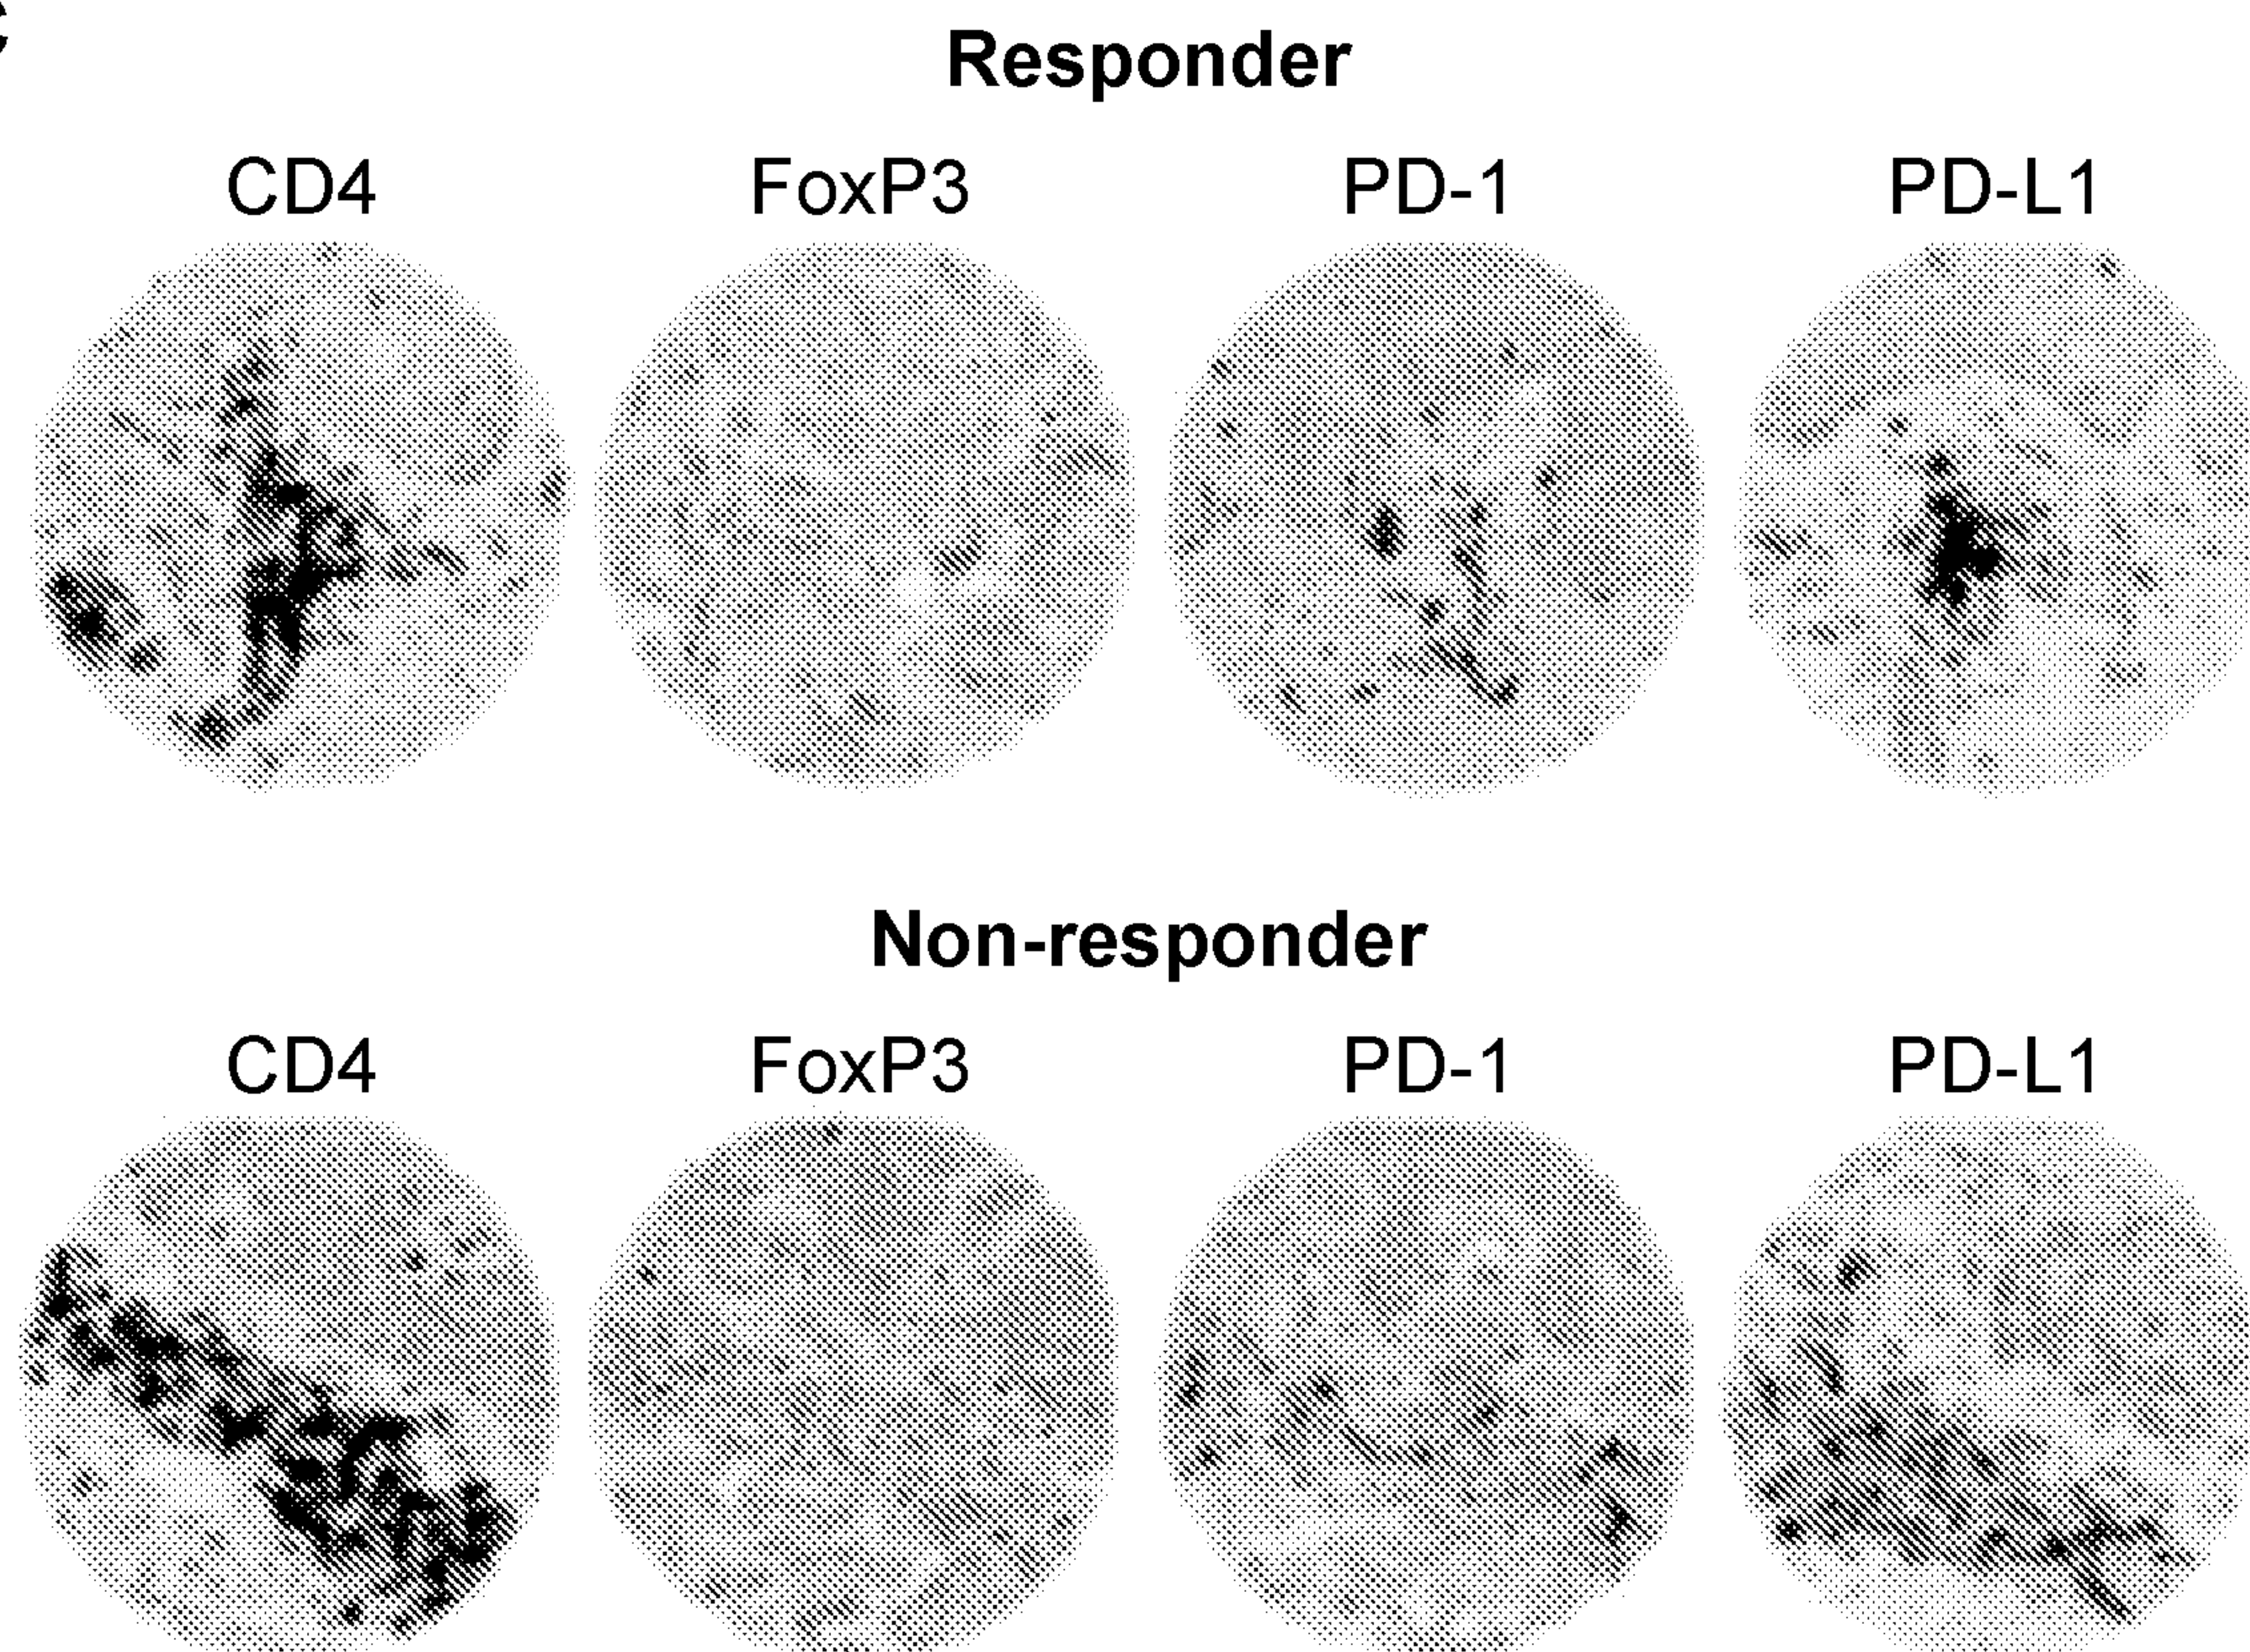 Responder
CD4 FoxP3 PD-1 PD-L1
Non-responder
CD4 FoxP3 PD-1 PD-L1